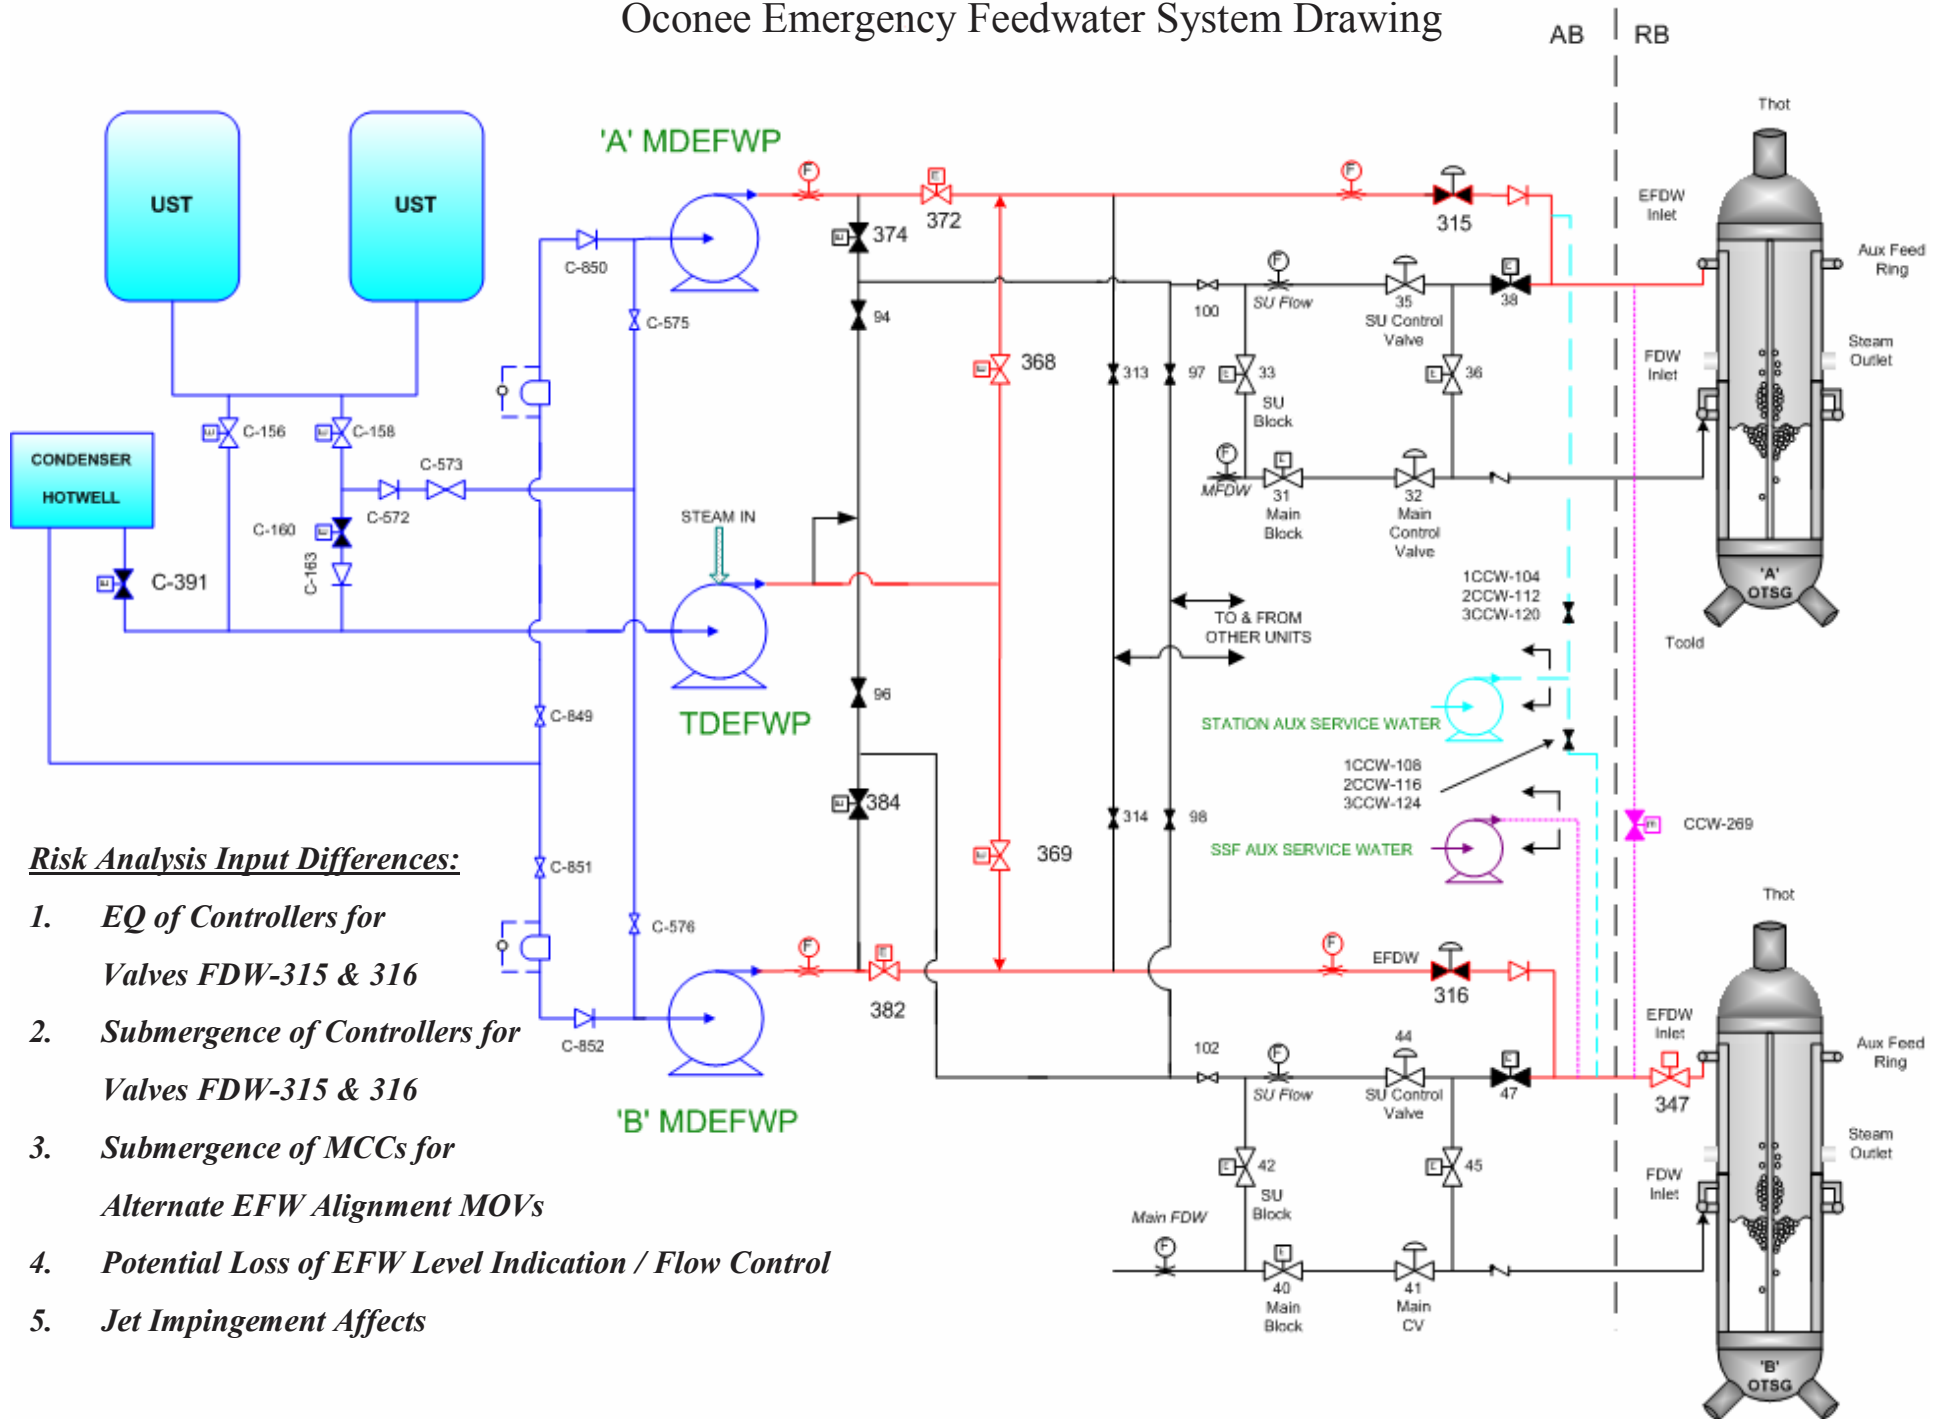 Oconee Emergency Feedwater System Drawing
AB
RB
UST
UST
CONDENSER
HOTWELL
C-391
C-156
C-158
C-573
C-572
C-160
C-163
C-850
C-575
C-849
C-851
C-576
C-852
'A' MDEFWP
STEAM IN
TDEFWP
'B' MDEFWP
F
E
372
374
94
368
96
384
369
F
E
382
313
97
314
98
TO & FROM
OTHER UNITS
F
315
100
F
SU Flow
35
SU Control
Valve
38
33
SU
Block
36
F
MFDW
31
Main
Block
32
Main
Control
Valve
1CCW-104
2CCW-112
3CCW-120
STATION AUX SERVICE WATER
1CCW-108
2CCW-116
3CCW-124
SSF AUX SERVICE WATER
m
CCW-269
F
EFDW
316
102
F
SU Flow
44
SU Control
Valve
47
347
42
SU
Block
45
Main FDW
F
40
Main
Block
41
Main
CV
Thot
EFDW
Inlet
Aux Feed
Ring
FDW
Inlet
Steam
Outlet
'A'
OTSG
Tcold
Thot
EFDW
Inlet
Aux Feed
Ring
FDW
Inlet
Steam
Outlet
'B'
OTSG
Risk Analysis Input Differences:
1. EQ of Controllers for
Valves FDW-315 & 316
2. Submergence of Controllers for
Valves FDW-315 & 316
3. Submergence of MCCs for
Alternate EFW Alignment MOVs
4. Potential Loss of EFW Level Indication / Flow Control
5. Jet Impingement Affects